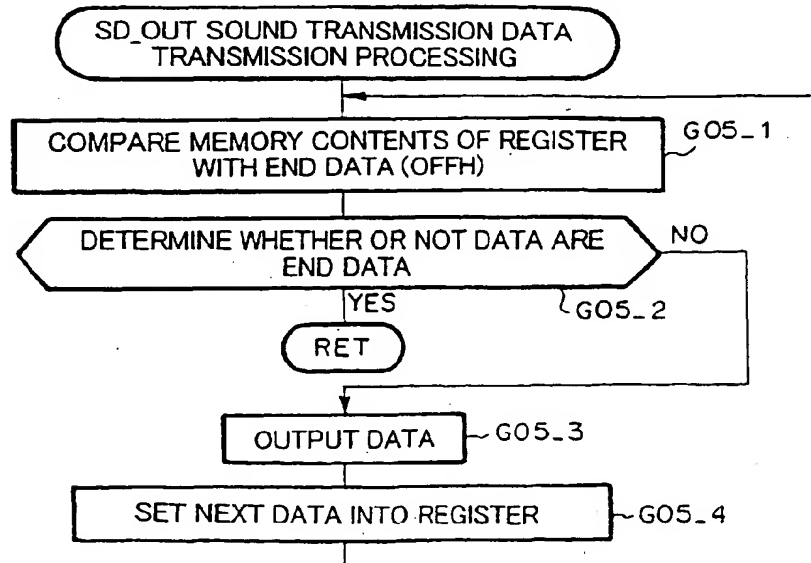 SD_OUT SOUND TRANSMISSION DATA
TRANSMISSION PROCESSING
COMPARE MEMORY CONTENTS OF REGISTER
WITH END DATA (OFFH)
G05_1
DETERMINE WHETHER OR NOT DATA ARE
END DATA
NO
YES
G05_2
RET
OUTPUT DATA
G05_3
SET NEXT DATA INTO REGISTER
G05_4